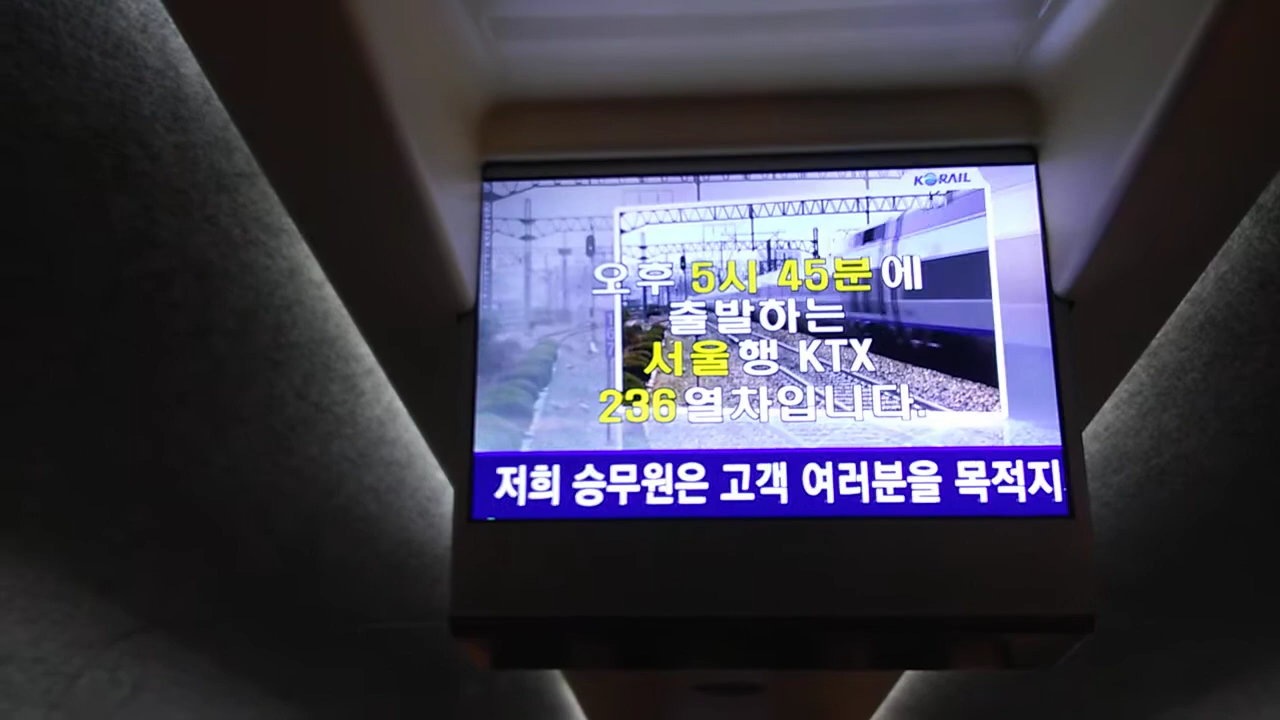 KORAIL
오후 5시 45분에
출발하는
서울행 KTX
236열차입니다.
저희 승무원은 고객 여러분을 목적지